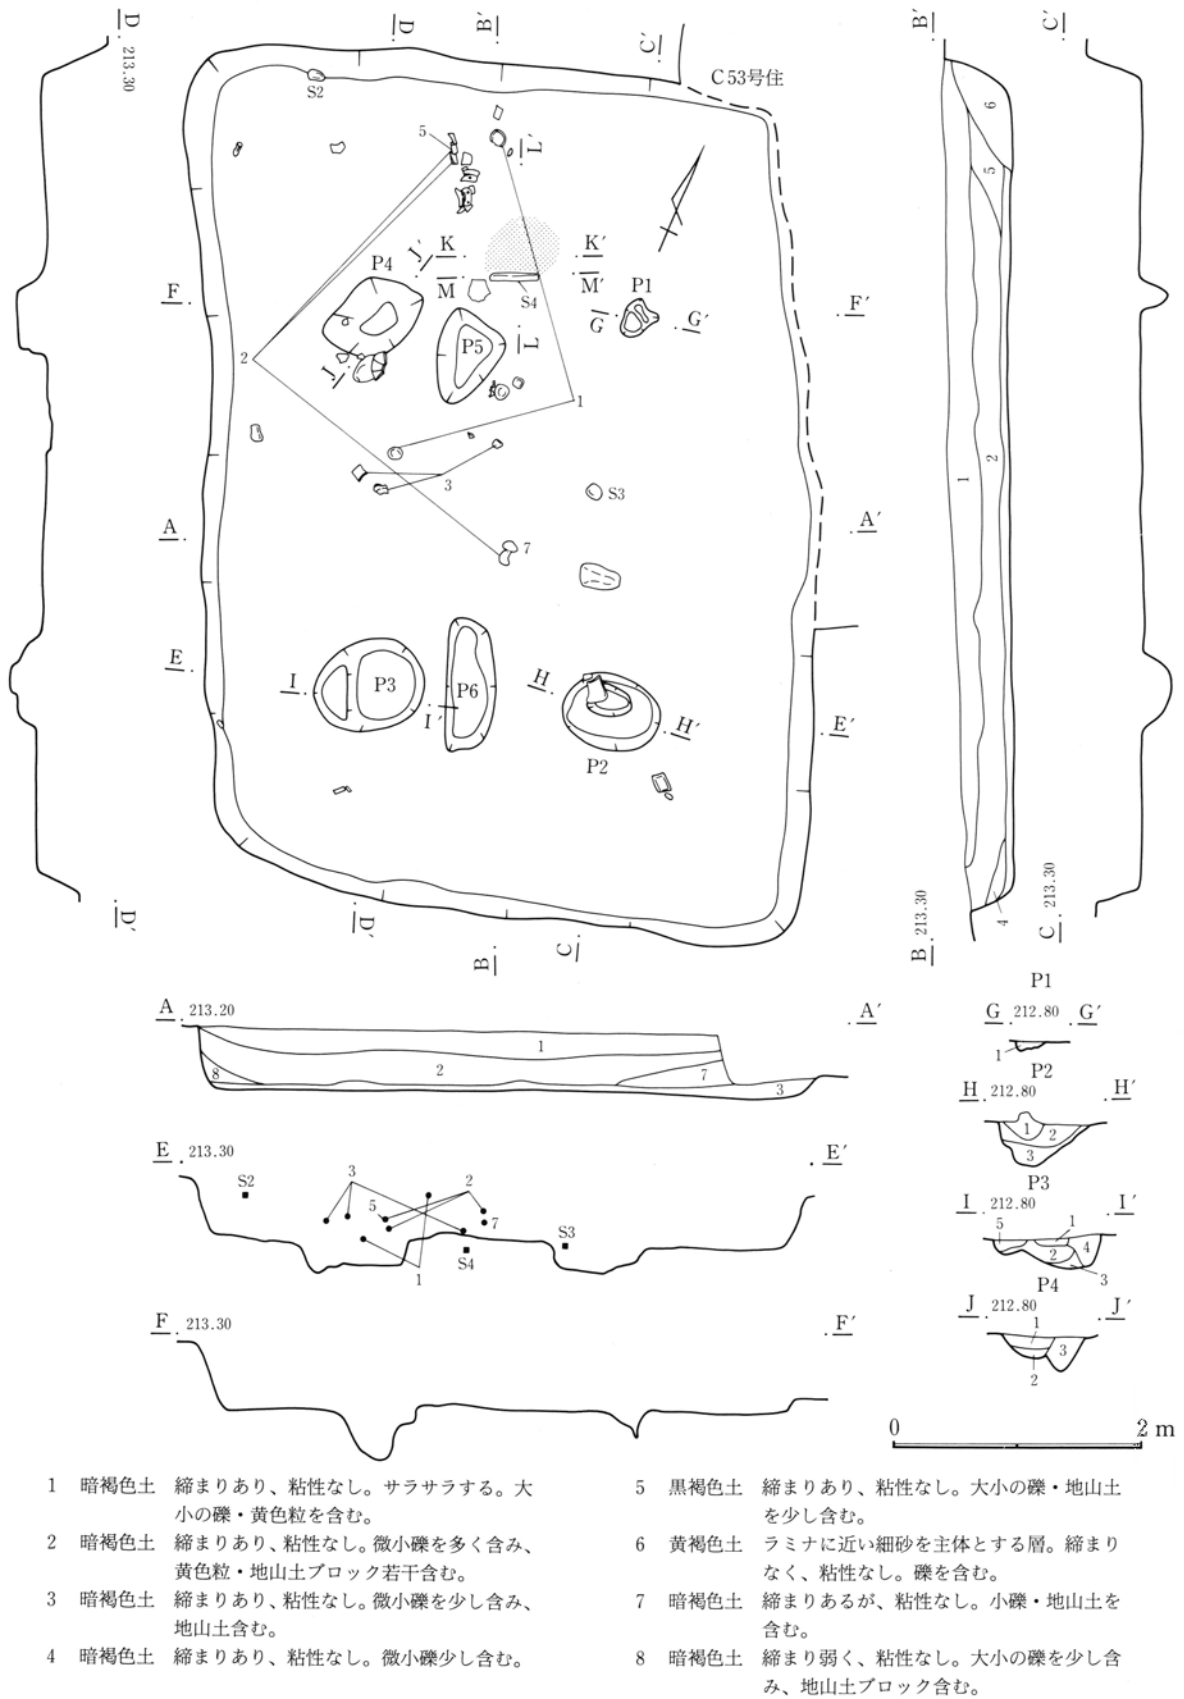 D
213.30
D
B′
C′
C53号住
B′
C′
S2
5
L′
6
5
K
K′
J′
P4
M
S4
M′
P1
F
G
G′
F′
P5
L
J
2
1
3
S3
2
1
A
7
A′
E
I
P3
P6
I′
H
H′
P2
E′
D′
D′
B
C
B 213.30
4
C 213.30
A 213.20
A′
1
2
8
7
3
P1
G 212.80 G′
1
P2
H 212.80 H′
1
2
3
E 213.30
E′
S2
3
2
5
7
S3
S4
1
P3
I 212.80 I′
5
1
2
4
3
P4
J 212.80 J′
1
3
2
F 213.30
F′
0
2 m
1 暗褐色土 締まりあり、粘性なし。サラサラする。大
小の礫・黄色粒を含む。
2 暗褐色土 締まりあり、粘性なし。微小礫を多く含み、
黄色粒・地山土ブロック若干含む。
3 暗褐色土 締まりあり、粘性なし。微小礫を少し含み、
地山土含む。
4 暗褐色土 締まりあり、粘性なし。微小礫少し含む。
5 黒褐色土 締まりあり、粘性なし。大小の礫・地山土
を少し含む。
6 黄褐色土 ラミナに近い細砂を主体とする層。締まり
なく、粘性なし。礫を含む。
7 暗褐色土 締まりあるが、粘性なし。小礫・地山土を
含む。
8 暗褐色土 締まり弱く、粘性なし。大小の礫を少し含
み、地山土ブロック含む。